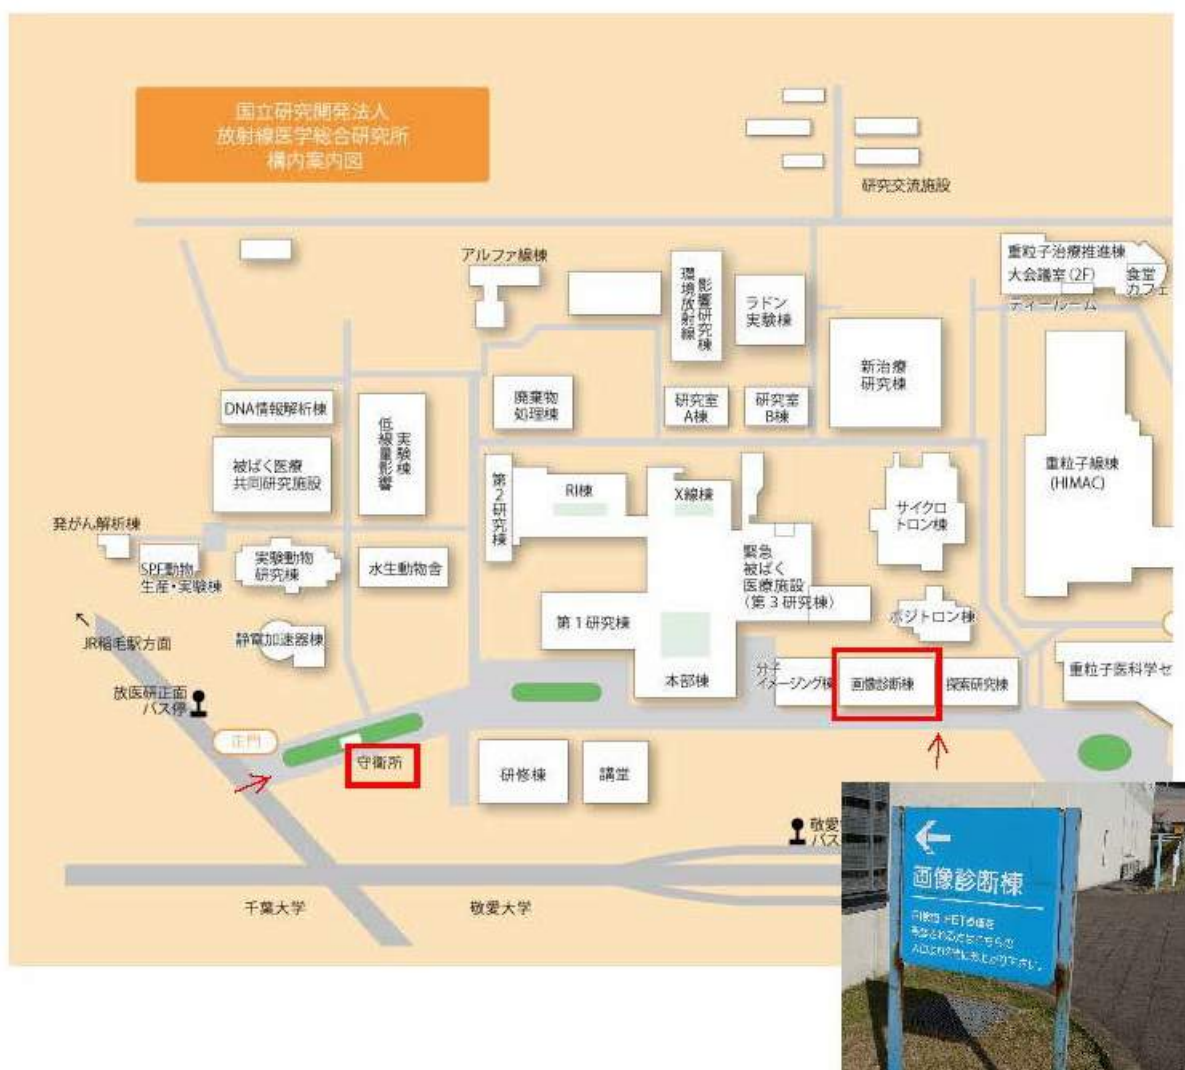 国立研究開発法人
放射線医学総合研究所
構内案内図
研究交流施設
アルファ線棟
環境放射線
影響研究棟
ラドン
実験棟
重粒子治療推進棟
大会議室(2F)
食堂
カフェ
ティールーム
新治療
研究棟
DNA情報解析棟
低線量影響
実験棟
廃棄物
処理棟
研究室
A棟
研究室
B棟
被ばく医療
共同研究施設
第2研究棟
RI棟
X線棟
サイクロ
トロン棟
重粒子線棟
(HIMAC)
発がん解析棟
SPF動物
生産・実験棟
実験動物
研究棟
水生動物舎
緊急
被ばく
医療施設
(第3研究棟)
第1研究棟
ポジトロン棟
JR稲毛駅方面
静電加速器棟
本部棟
分子
イメージング棟
画像診断棟
探索研究棟
重粒子医科学セ
放医研正面
バス停
正門
守衛所
研修棟
講堂
敬愛
バス
千葉大学
敬愛大学
画像診断棟